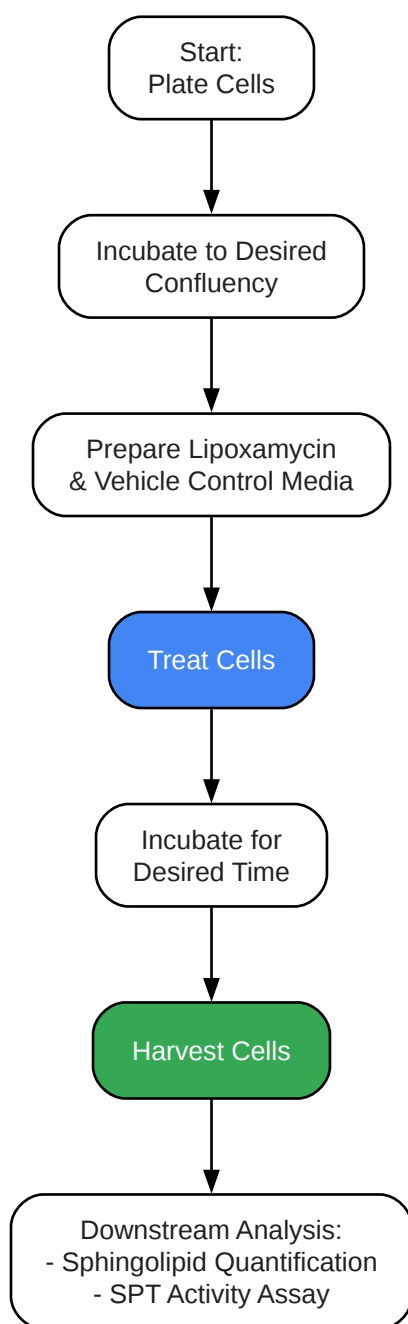 Start:
Plate Cells
Incubate to Desired
Confluency
Prepare Lipoxamycin
& Vehicle Control Media
Treat Cells
Incubate for
Desired Time
Harvest Cells
Downstream Analysis:
- Sphingolipid Quantification
- SPT Activity Assay